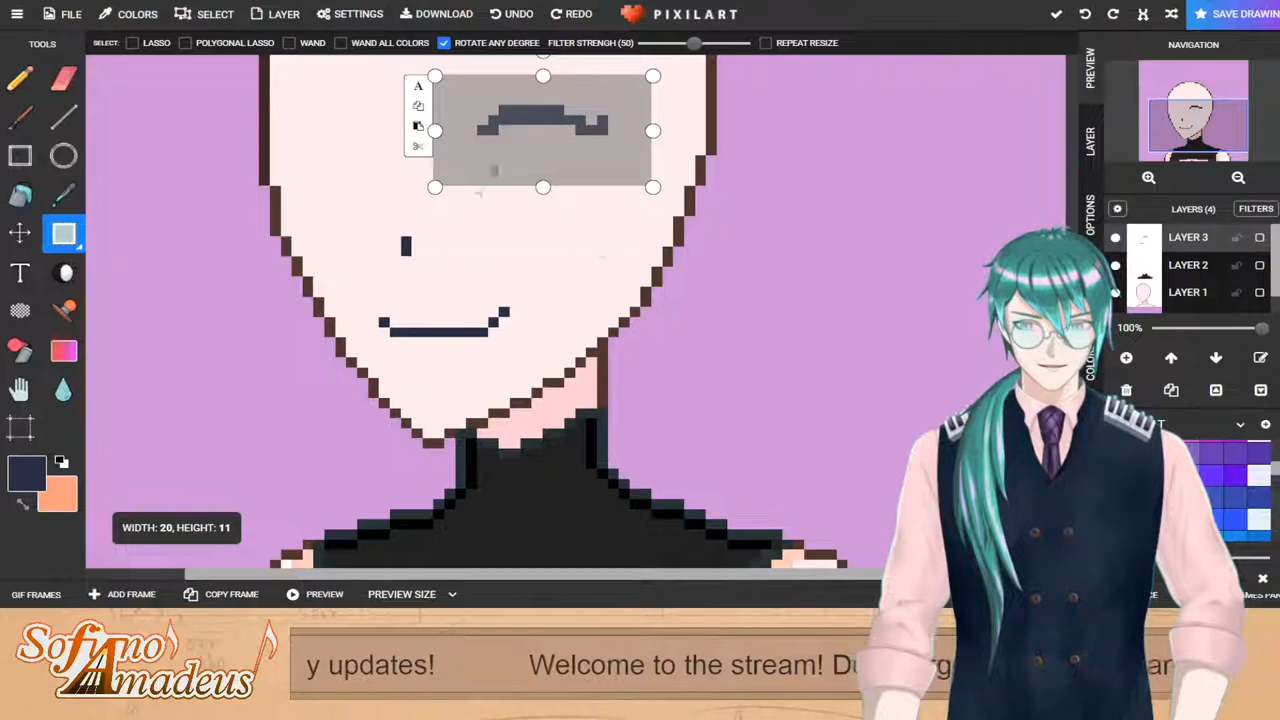 FILE COLORS SELECT LAYER SETTINGS DOWNLOAD UNDO REDO PIXILART SAVE DRAWIN
TOOLS
SELECT: LASSO POLYGONAL LASSO WAND WAND ALL COLORS ROTATE ANY DEGREE FILTER STRENGH (50) REPEAT RESIZE
NAVIGATION
PREVIEW
LAYER
OPTIONS
A
LAYERS (4) FILTERS
LAYER 3
LAYER 2
LAYER 1
100%
T
WIDTH: 20, HEIGHT: 11
GIF FRAMES ADD FRAME COPY FRAME PREVIEW PREVIEW SIZE
Sofiano
Amadeus
y updates! Welcome to the stream!